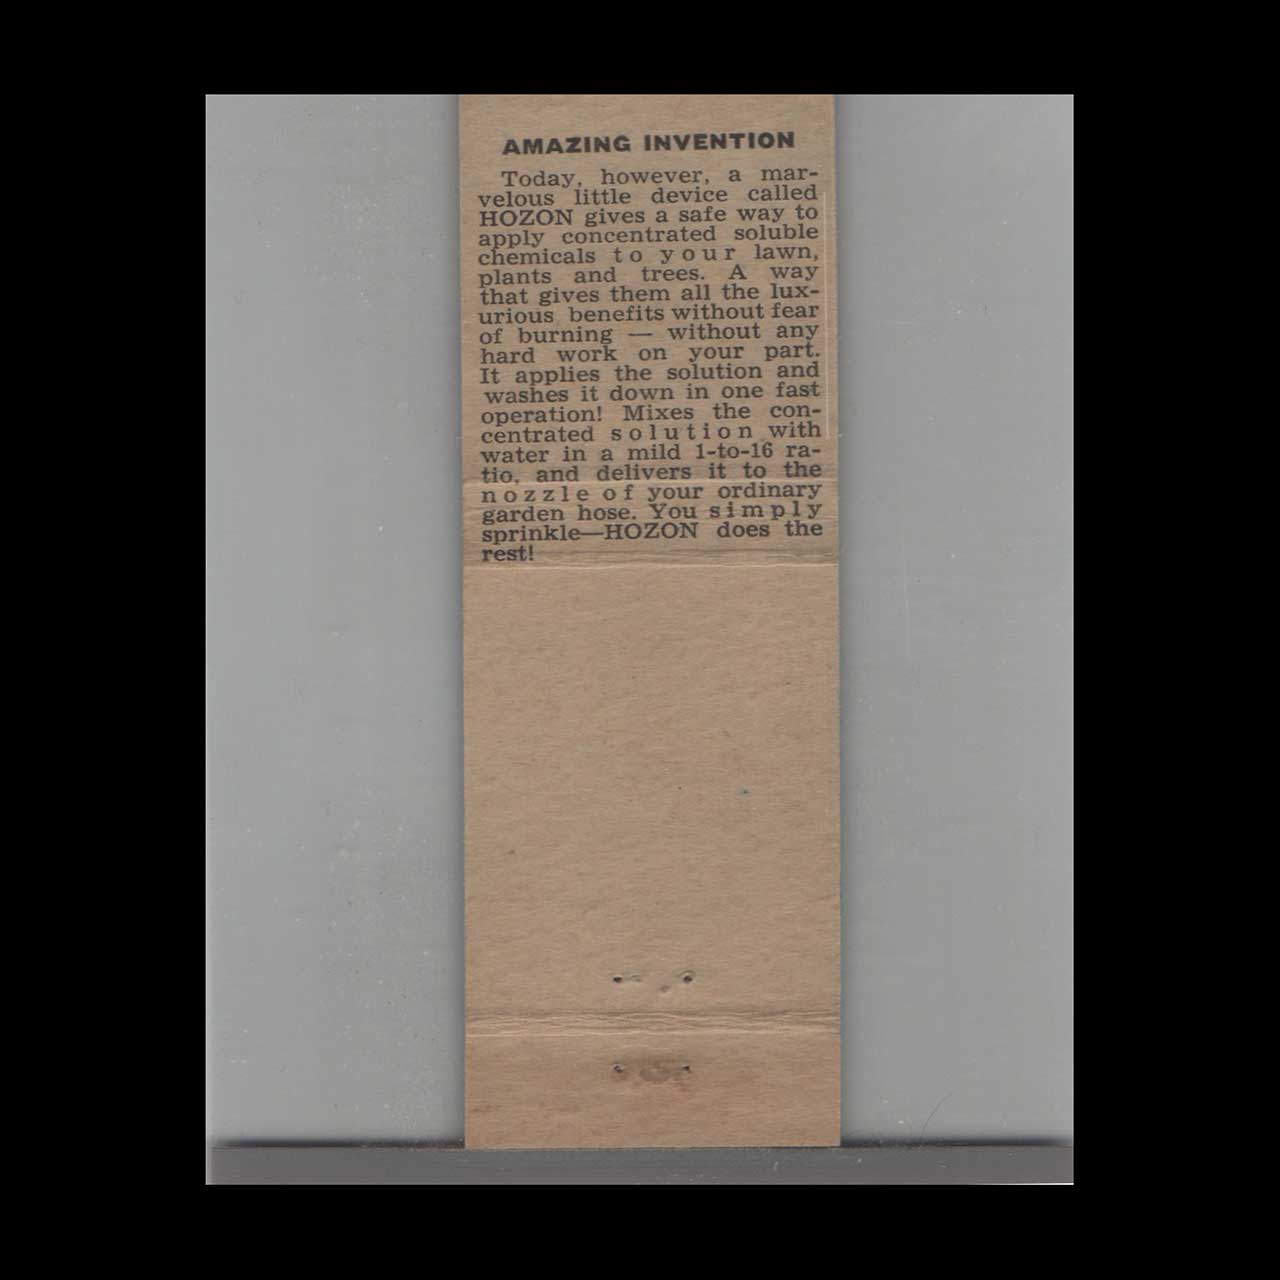 AMAZING INVENTION
Today, however, a mar-
velous little device called
HOZON gives a safe way to
apply concentrated soluble
chemicals to your lawn,
plants and trees. A way
that gives them all the lux-
urious benefits without fear
of burning — without any
hard work on your part.
It applies the solution and
washes it down in one fast
operation! Mixes the con-
centrated solution with
water in a mild 1-to-16 ra-
tio, and delivers it to the
nozzle of your ordinary
garden hose. You simply
sprinkle—HOZON does the
rest!